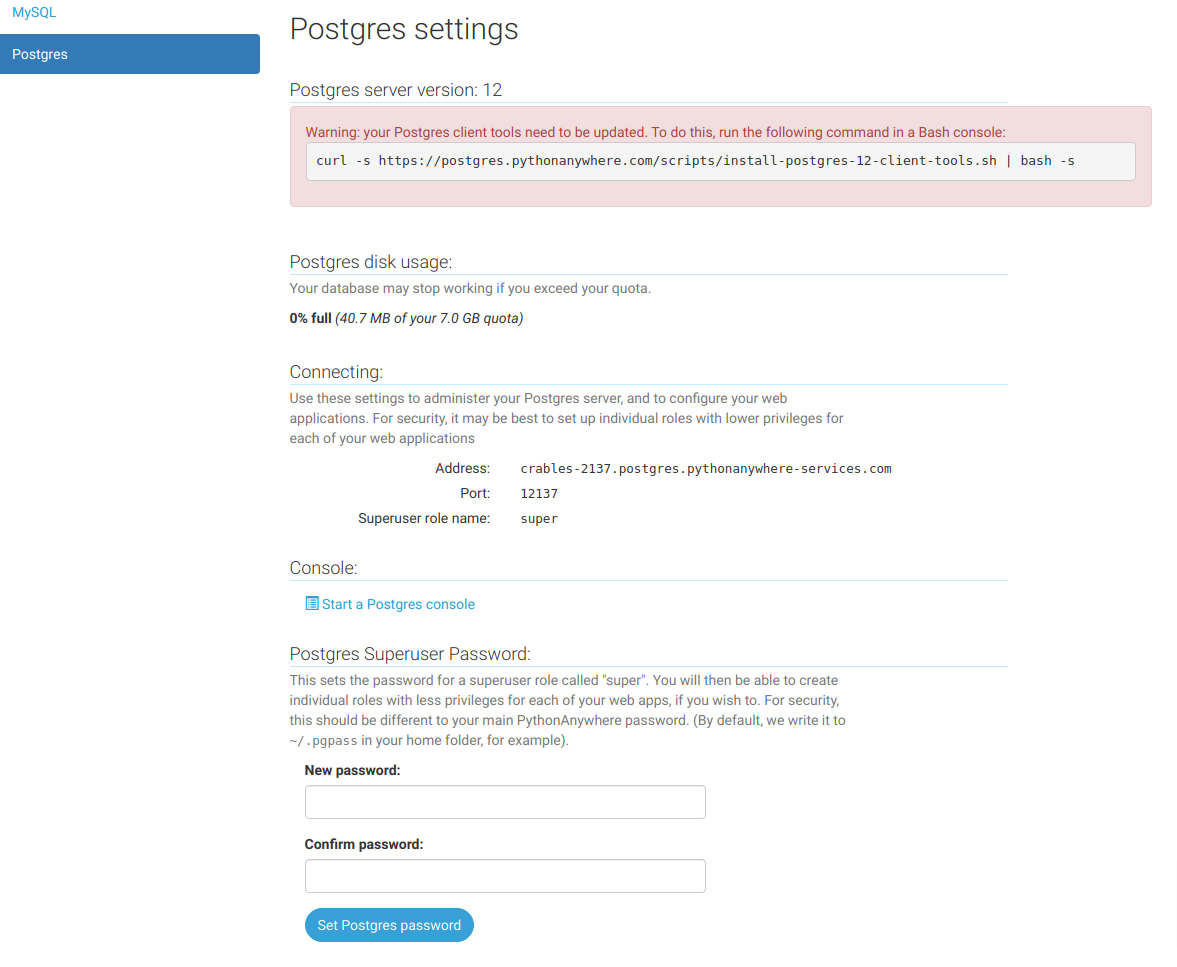 MySQL
Postgres
Postgres settings
Postgres server version: 12
Warning: your Postgres client tools need to be updated. To do this, run the following command in a Bash console:
curl -s https://postgres.pythonanywhere.com/scripts/install-postgres-12-client-tools.sh | bash -s
Postgres disk usage:
Your database may stop working if you exceed your quota.
0% full (40.7 MB of your 7.0 GB quota)
Connecting:
Use these settings to administer your Postgres server, and to configure your web
applications. For security, it may be best to set up individual roles with lower privileges for
each of your web applications
Address: crables-2137.postgres.pythonanywhere-services.com
Port: 12137
Superuser role name: super
Console:
Start a Postgres console
Postgres Superuser Password:
This sets the password for a superuser role called "super". You will then be able to create
individual roles with less privileges for each of your web apps, if you wish to. For security,
this should be different to your main PythonAnywhere password. (By default, we write it to
~/.pgpass in your home folder, for example).
New password:
Confirm password:
Set Postgres password